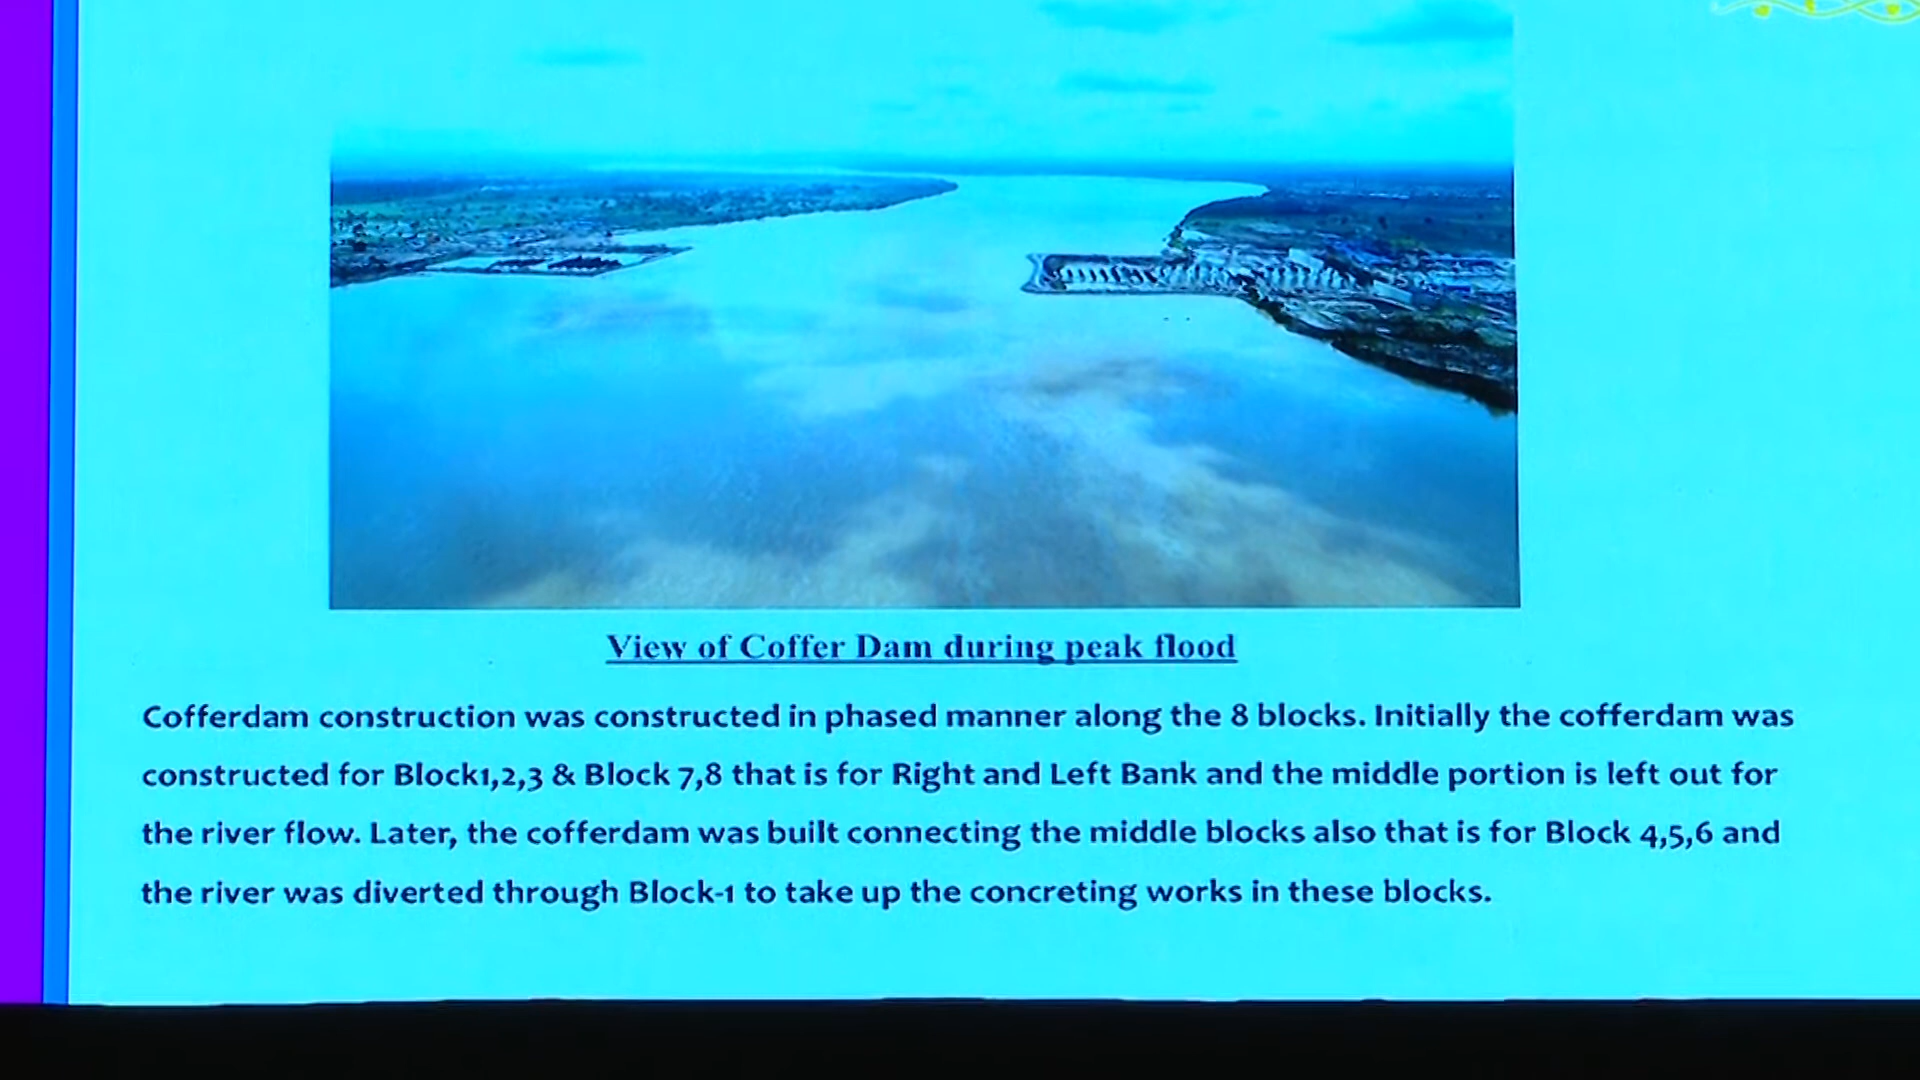 View of Coffer Dam during peak flood
Cofferdam construction was constructed in phased manner along the 8 blocks. Initially the cofferdam was
constructed for Block1,2,3 & Block 7,8 that is for Right and Left Bank and the middle portion is left out for
the river flow. Later, the cofferdam was built connecting the middle blocks also that is for Block 4,5,6 and
the river was diverted through Block-1 to take up the concreting works in these blocks.